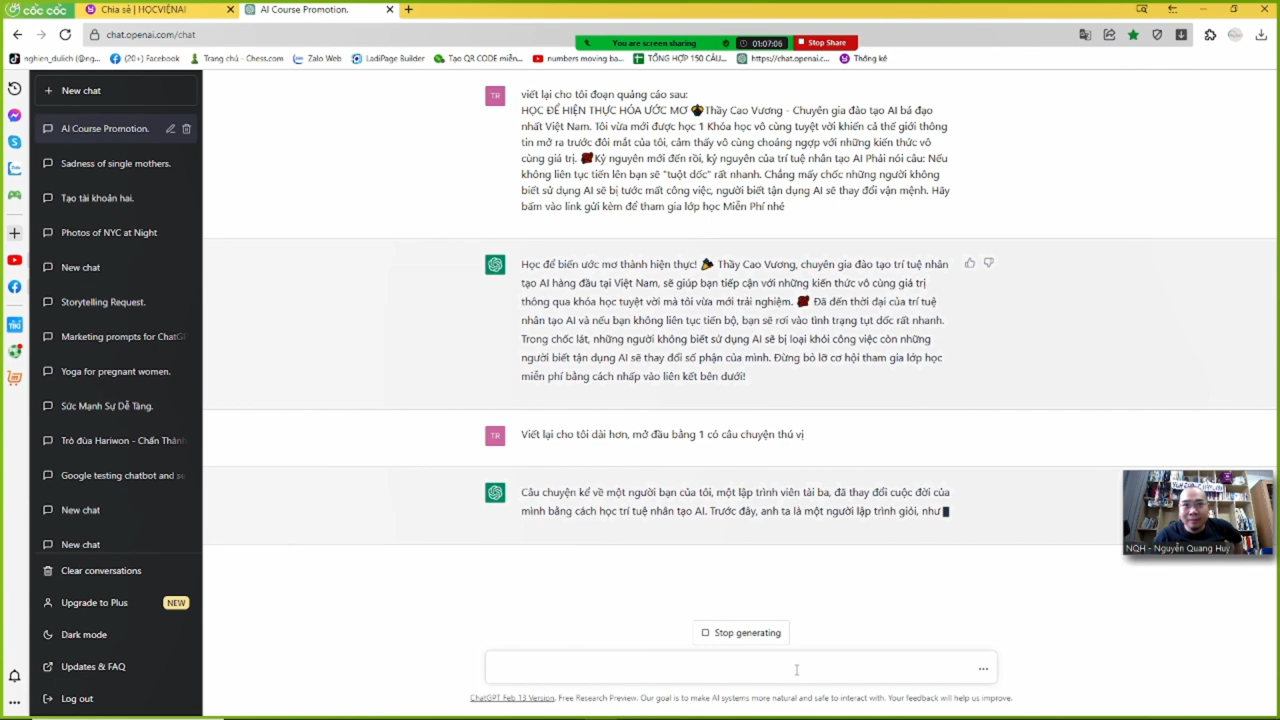 cốc cốc
Chia sẻ | HỌCVIỆNAI
AI Course Promotion.
chat.openai.com/chat
You are screen sharing
01:07:06
Stop Share
nghien_dulich (@ng...
(20+) Facebook
Trang chủ - Chess.com
Zalo Web
LadiPage Builder
Tạo QR CODE miễn...
numbers moving ba...
TỔNG HỢP 150 CÂU...
https://chat.openai.c...
Thống kê
New chat
AI Course Promotion.
Sadness of single mothers.
Tạo tài khoản hai.
Photos of NYC at Night
New chat
Storytelling Request.
Marketing prompts for ChatGP
Yoga for pregnant women.
Sức Mạnh Sự Dễ Tăng.
Trò đùa Hariwon - Chấn Thành
Google testing chatbot and se
New chat
New chat
Clear conversations
Upgrade to Plus
NEW
Dark mode
Updates & FAQ
Log out
TR
viết lại cho tôi đoạn quảng cáo sau:
HỌC ĐỂ HIỆN THỰC HÓA ƯỚC MƠ Thầy Cao Vương - Chuyên gia đào tạo AI bá đạo
nhất Việt Nam. Tôi vừa mới được học 1 Khóa học vô cùng tuyệt vời khiến cả thế giới thông
tin mở ra trước đôi mắt của tôi, cảm thấy vô cùng choáng ngợp với những kiến thức vô
cùng giá trị. Kỷ nguyên mới đến rồi, kỷ nguyên của trí tuệ nhân tạo AI Phải nói câu: Nếu
không liên tục tiến lên bạn sẽ "tuột dốc" rất nhanh. Chẳng mấy chốc những người không
biết sử dụng AI sẽ bị tước mất công việc, người biết tận dụng AI sẽ thay đổi vận mệnh. Hãy
bấm vào link gửi kèm để tham gia lớp học Miễn Phí nhé
Học để biến ước mơ thành hiện thực! Thầy Cao Vương, chuyên gia đào tạo trí tuệ nhân
tạo AI hàng đầu tại Việt Nam, sẽ giúp bạn tiếp cận với những kiến thức vô cùng giá trị
thông qua khóa học tuyệt vời mà tôi vừa mới trải nghiệm. Đã đến thời đại của trí tuệ
nhân tạo AI và nếu bạn không liên tục tiến bộ, bạn sẽ rơi vào tình trạng tụt dốc rất nhanh.
Trong chốc lát, những người không biết sử dụng AI sẽ bị loại khỏi công việc còn những
người biết tận dụng AI sẽ thay đổi số phận của mình. Đừng bỏ lỡ cơ hội tham gia lớp học
miễn phí bằng cách nhấp vào liên kết bên dưới!
TR
Viết lại cho tôi dài hơn, mở đầu bằng 1 có câu chuyện thú vị
Câu chuyện kể về một người bạn của tôi, một lập trình viên tài ba, đã thay đổi cuộc đời của
mình bằng cách học trí tuệ nhân tạo AI. Trước đây, anh ta là một người lập trình giỏi, như
NQH - Nguyễn Quang Huy
Stop generating
ChatGPT Feb 13 Version. Free Research Preview. Our goal is to make AI systems more natural and safe to interact with. Your feedback will help us improve.